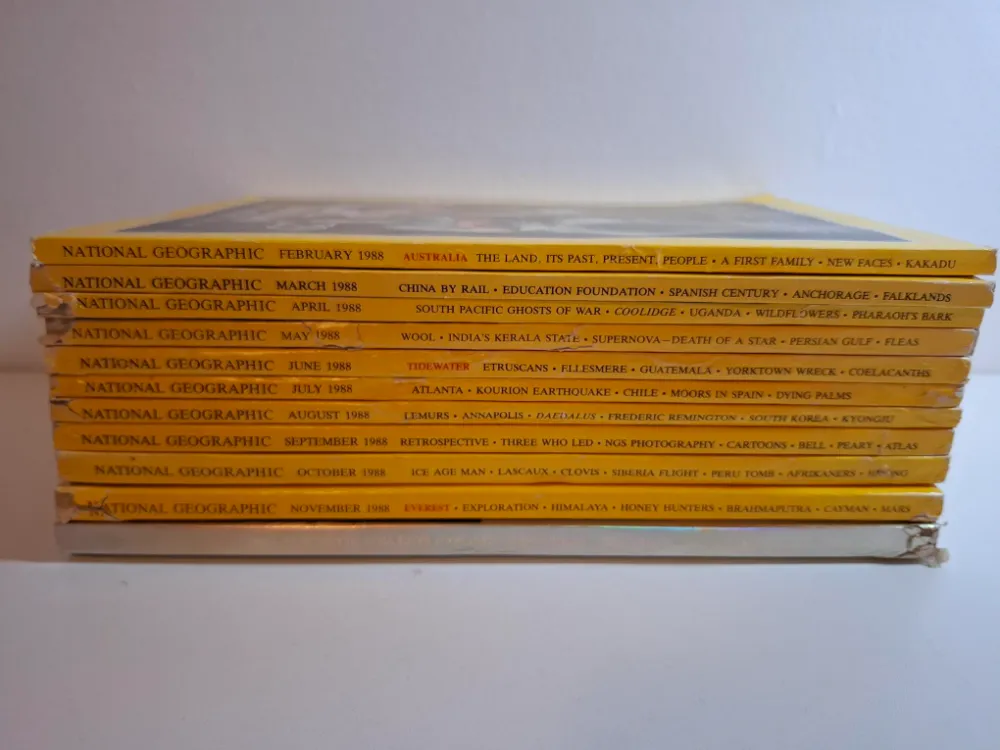 NATIONAL GEOGRAPHIC FEBRUARY 1988 AUSTRALIA THE LAND, ITS PAST, PRESENT, PEOPLE • A FIRST FAMILY • NEW FACES • KAKADU
NATIONAL GEOGRAPHIC MARCH 1988 CHINA BY RAIL • EDUCATION FOUNDATION • SPANISH CENTURY • ANCHORAGE • FALKLANDS
NATIONAL GEOGRAPHIC APRIL 1988 SOUTH PACIFIC GHOSTS OF WAR • COOLIDGE • UGANDA • WILDFLOWERS • PHARAOH'S BARK
NATIONAL GEOGRAPHIC MAY 1988 WOOL • INDIA'S KERALA STATE • SUPERNOVA—DEATH OF A STAR • PERSIAN GULF • FLEAS
NATIONAL GEOGRAPHIC JUNE 1988 TIDEWATER ETRUSCANS • ELLESMERE • GUATEMALA • YORKTOWN WRECK • COELACANTHS
NATIONAL GEOGRAPHIC JULY 1988 ATLANTA • KOURION EARTHQUAKE • CHILE • MOORS IN SPAIN • DYING PALMS
NATIONAL GEOGRAPHIC AUGUST 1988 LEMURS • ANNAPOLIS • DAEDALUS • FREDERIC REMINGTON • SOUTH KOREA • KYONGJU
NATIONAL GEOGRAPHIC SEPTEMBER 1988 RETROSPECTIVE • THREE WHO LED • NGS PHOTOGRAPHY • CARTOONS • BELL • PEARY • ATLAS
NATIONAL GEOGRAPHIC OCTOBER 1988 ICE AGE MAN • LASCAUX • CLOVIS • SIBERIA FLIGHT • PERU TOMB • AFRIKANERS •
NATIONAL GEOGRAPHIC NOVEMBER 1988 EVEREST • EXPLORATION • HIMALAYA • HONEY HUNTERS • BRAHMAPUTRA • CAYMAN • MARS